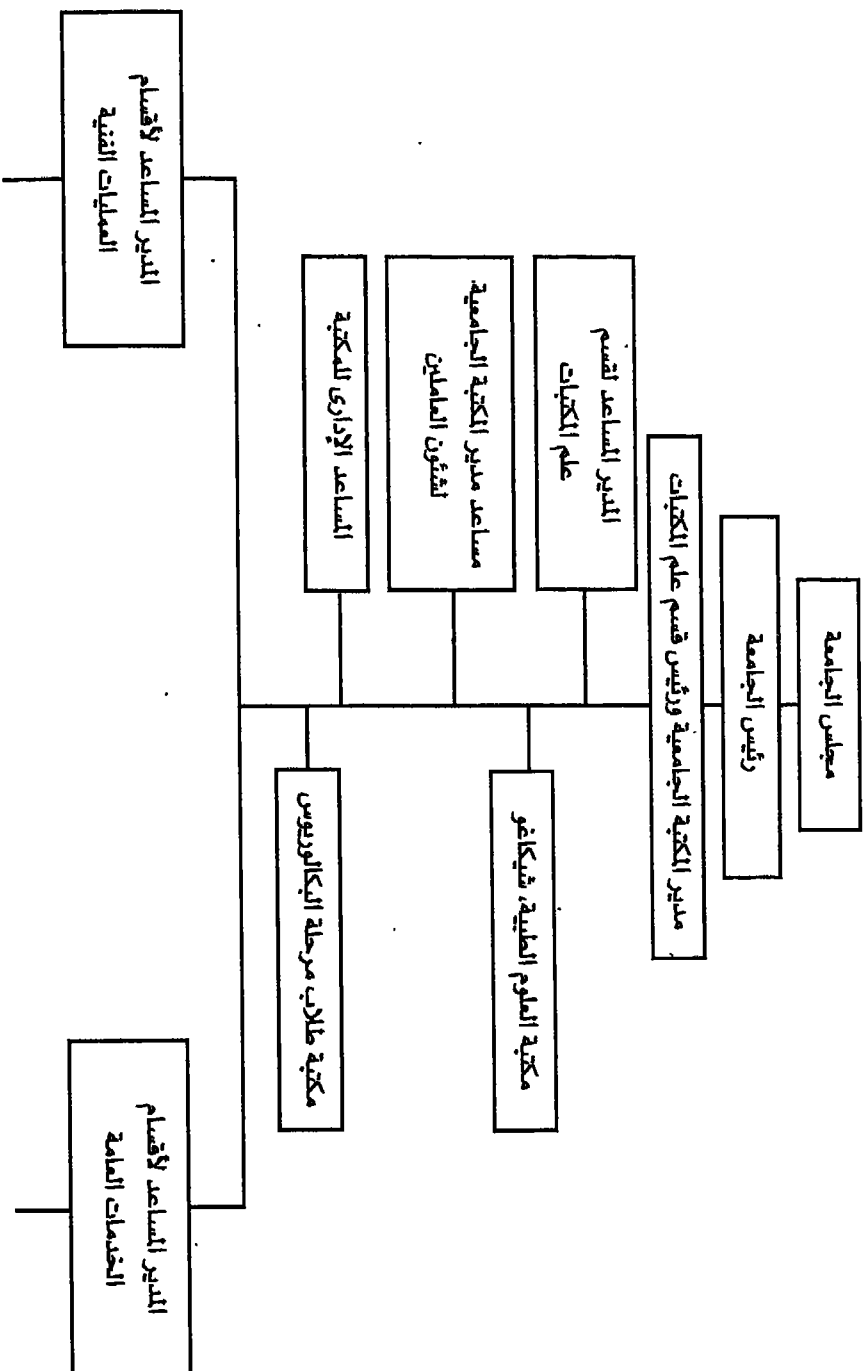 مجلس الجامعة
رئيس الجامعة
مدير المكتبة الجامعية ورئيس قسم علم المكتبات
المدير المساعد لقسم
علم المكتبات
مكتبة العلوم الطبية، شيكاغو
مساعد مدير المكتبة الجامعية.
لشئون العاملين
المساعد الإدارى للمكتبة
مكتبة طلاب مرحلة البكالوريوس
المدير المساعد لأقسام
الخدمات العامة
المدير المساعد لأقسام
العمليات الفنية